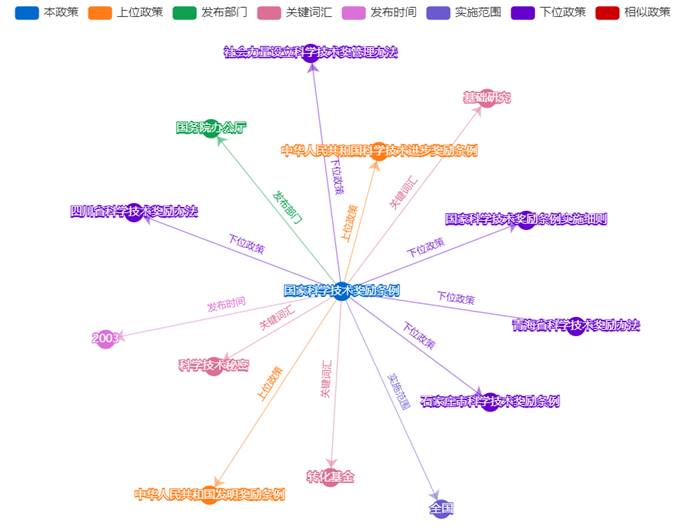 本政策 上位政策 发布部门 关键词汇 发布时间 实施范围 下位政策 相似政策
社会力量设立科学技术奖管理办法
基础研究
国务院办公厅
中华人民共和国科学技术进步奖励条例
下位政策
关键词汇
发布部门
四川省科学技术奖励办法
上位政策
国家科学技术奖励条例实施细则
下位政策
下位政策
国家科学技术奖励条例
发布时间
下位政策
关键词汇
青海省科学技术奖励办法
2003
下位政策
科学技术秘密
上位政策
关键词汇
实施范围
石家庄市科学技术奖励条例
转化基金
中华人民共和国发明奖励条例
全国